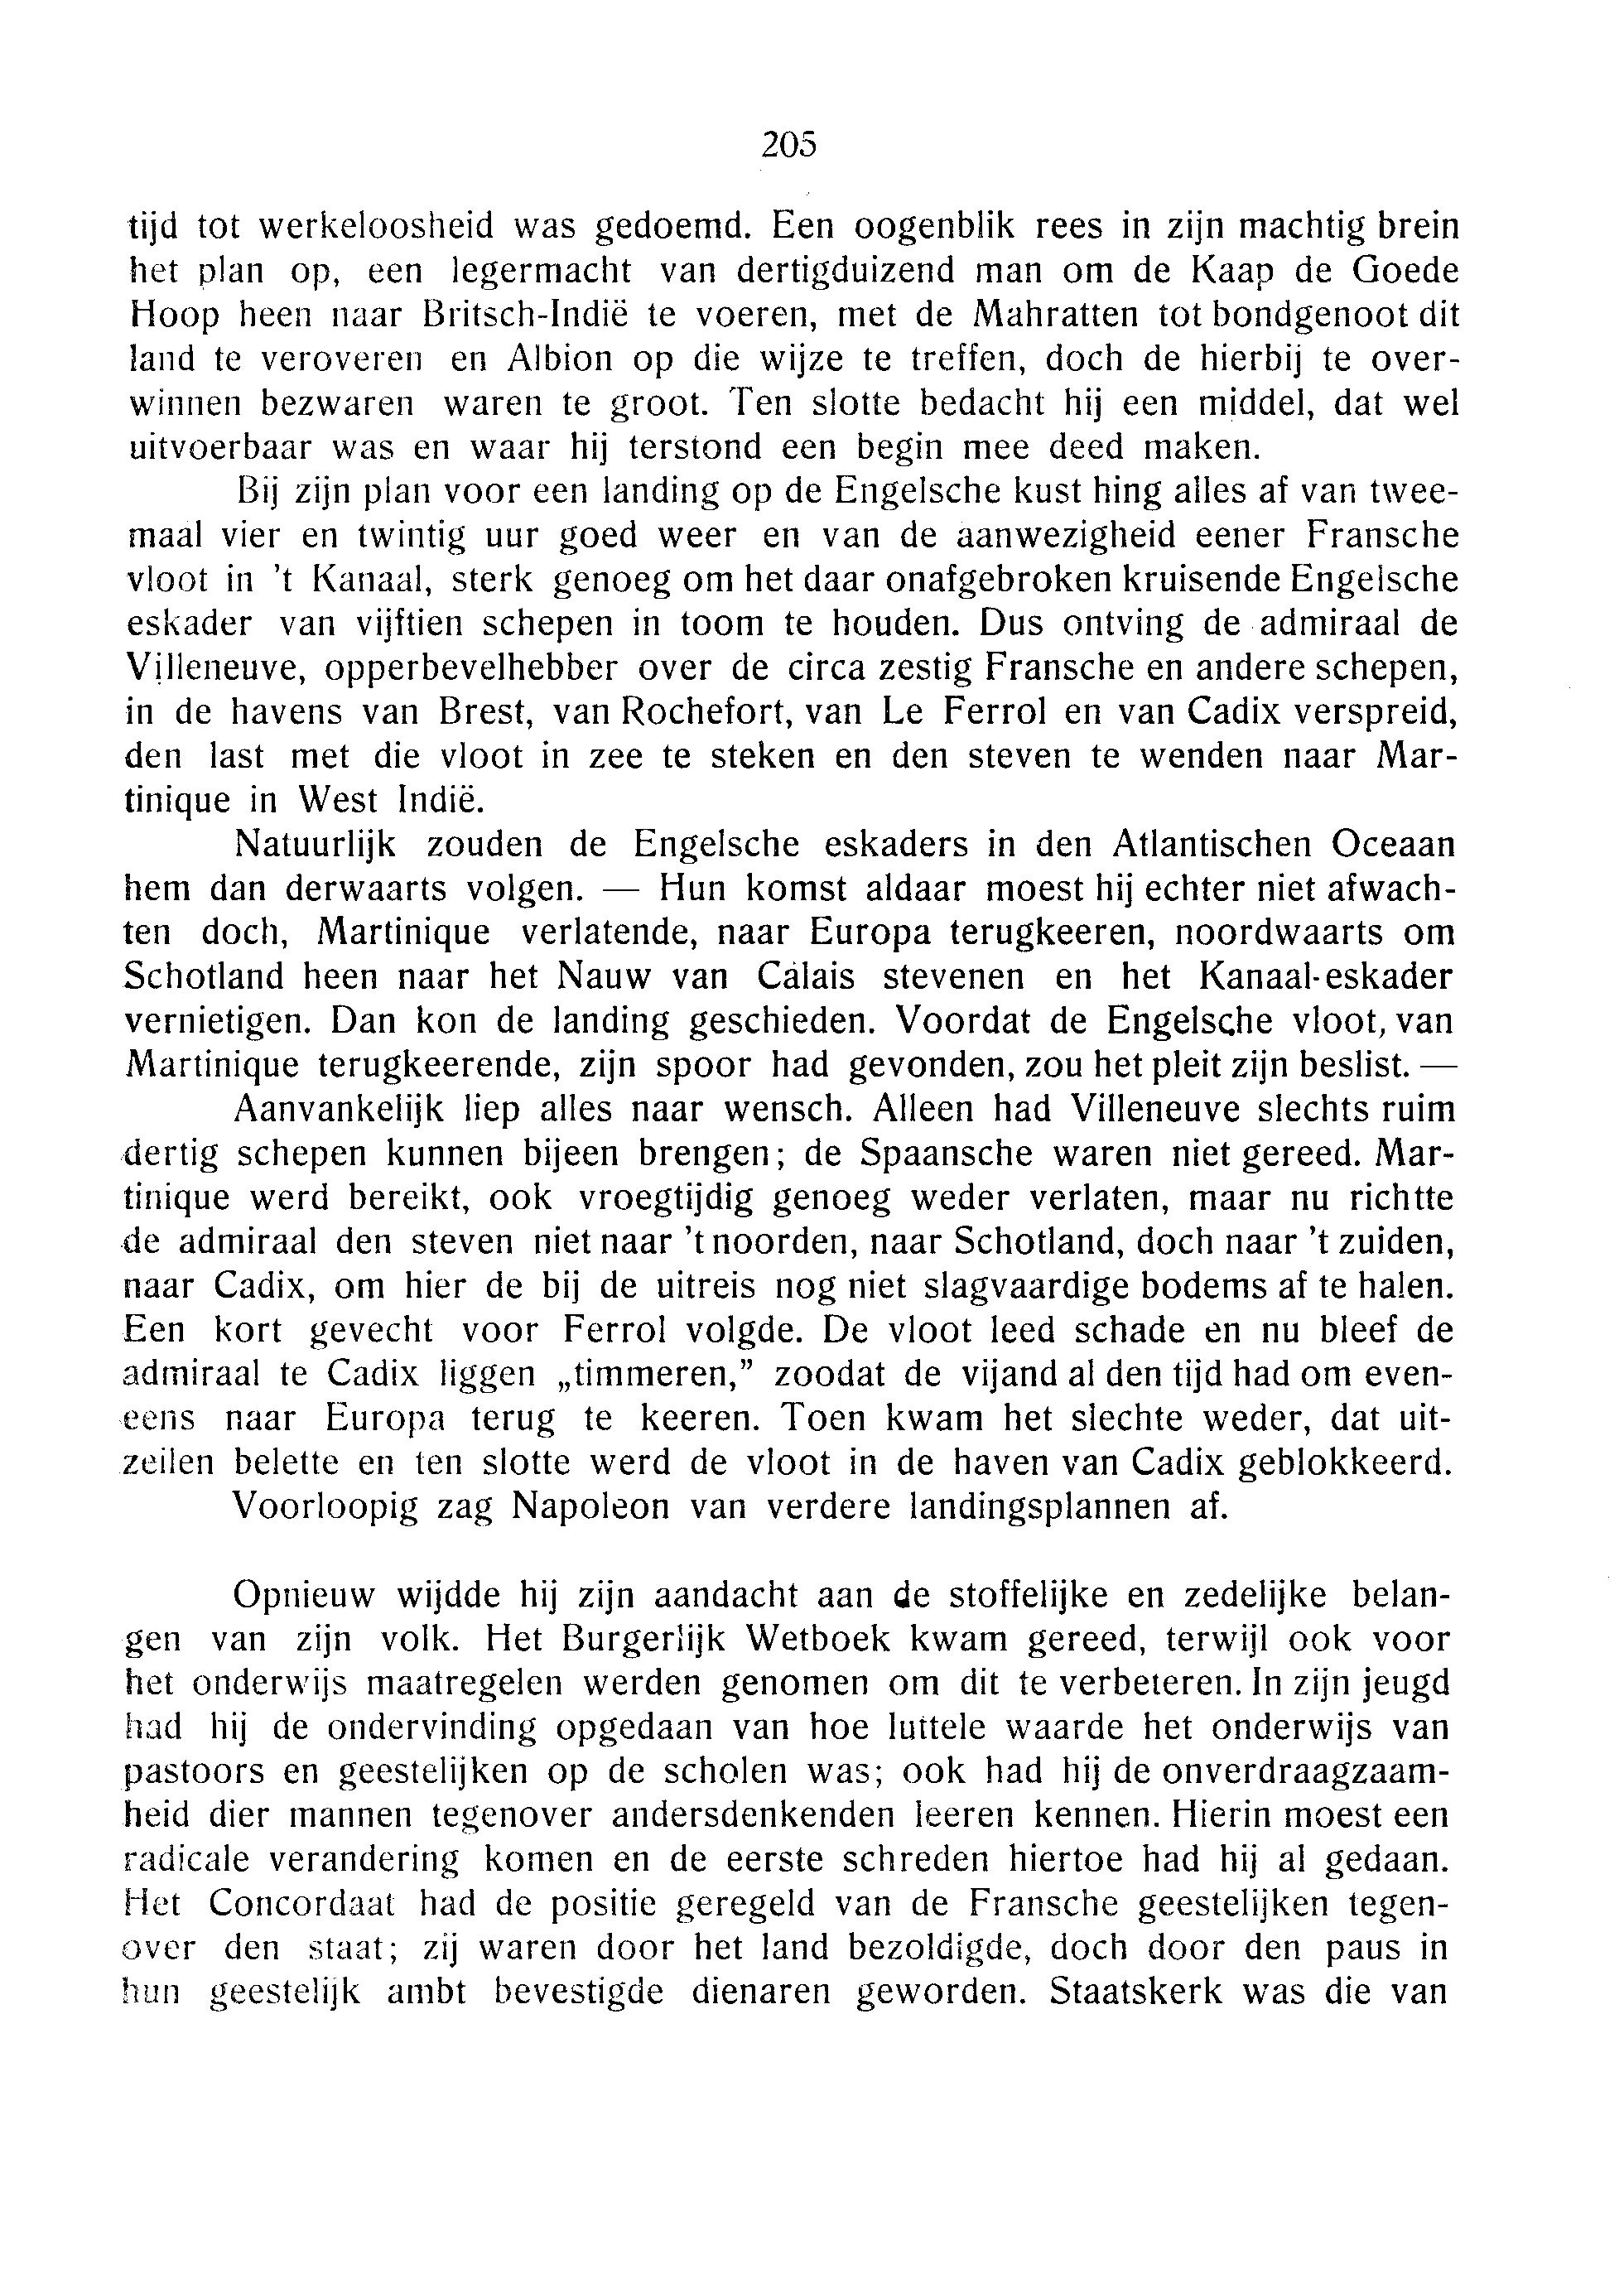 205
tijd tot werkeloosheid was gedoemd. Een oogenblik rees in zijn machtig brein
het plan op, een legermacht van dertigduizend man om de Kaap de Goede
Hoop heen naar Britsch-Indië te voeren, met de Mahratten tot bondgenoot dit
land te veroveren en Albion op die wijze te treffen, doch de hierbij te over-
winnen bezwaren waren te groot. Ten slotte bedacht hij een middel, dat wel
uitvoerbaar was en waar hij terstond een begin mee deed maken.
Bij zijn plan voor een landing op de Engelsche kust hing alles af van twee-
maal vier en twintig uur goed weer en van de aanwezigheid eener Fransche
vloot in 't Kanaal, sterk genoeg om het daar onafgebroken kruisende Engelsche
eskader van vijftien schepen in toom te houden. Dus ontving de admiraal de
Villeneuve, opperbevelhebber over de circa zestig Fransche en andere schepen,
in de havens van Brest, van Rochefort, van Le Ferrol en van Cadix verspreid,
den last met die vloot in zee te steken en den steven te wenden naar Mar-
tinique in West Indië.
Natuurlijk zouden de Engelsche eskaders in den Atlantischen Oceaan
hem dan derwaarts volgen. — Hun komst aldaar moest hij echter niet afwach-
ten doch, Martinique verlatende, naar Europa terugkeeren, noordwaarts om
Schotland heen naar het Nauw van Calais stevenen en het Kanaal-eskader
vernietigen. Dan kon de landing geschieden. Voordat de Engelsche vloot, van
Martinique terugkeerende, zijn spoor had gevonden, zou het pleit zijn beslist. —
Aanvankelijk liep alles naar wensch. Alleen had Villeneuve slechts ruim
dertig schepen kunnen bijeen brengen; de Spaansche waren niet gereed. Mar-
tinique werd bereikt, ook vroegtijdig genoeg weder verlaten, maar nu richtte
de admiraal den steven niet naar 't noorden, naar Schotland, doch naar 't zuiden,
naar Cadix, om hier de bij de uitreis nog niet slagvaardige bodems af te halen.
Een kort gevecht voor Ferrol volgde. De vloot leed schade en nu bleef de
admiraal te Cadix liggen „timmeren,” zoodat de vijand al den tijd had om even-
eens naar Europa terug te keeren. Toen kwam het slechte weder, dat uit-
zeilen belette en ten slotte werd de vloot in de haven van Cadix geblokkeerd.
Voorloopig zag Napoleon van verdere landingsplannen af.
Opnieuw wijdde hij zijn aandacht aan de stoffelijke en zedelijke belan-
gen van zijn volk. Het Burgerlijk Wetboek kwam gereed, terwijl ook voor
het onderwijs maatregelen werden genomen om dit te verbeteren. In zijn jeugd
had hij de ondervinding opgedaan van hoe luttele waarde het onderwijs van
pastoors en geestelijken op de scholen was; ook had hij de onverdraagzaam-
heid dier mannen tegenover andersdenkenden leeren kennen. Hierin moest een
radicale verandering komen en de eerste schreden hiertoe had hij al gedaan.
Het Concordaat had de positie geregeld van de Fransche geestelijken tegen-
over den staat; zij waren door het land bezoldigde, doch door den paus in
hun geestelijk ambt bevestigde dienaren geworden. Staatskerk was die van